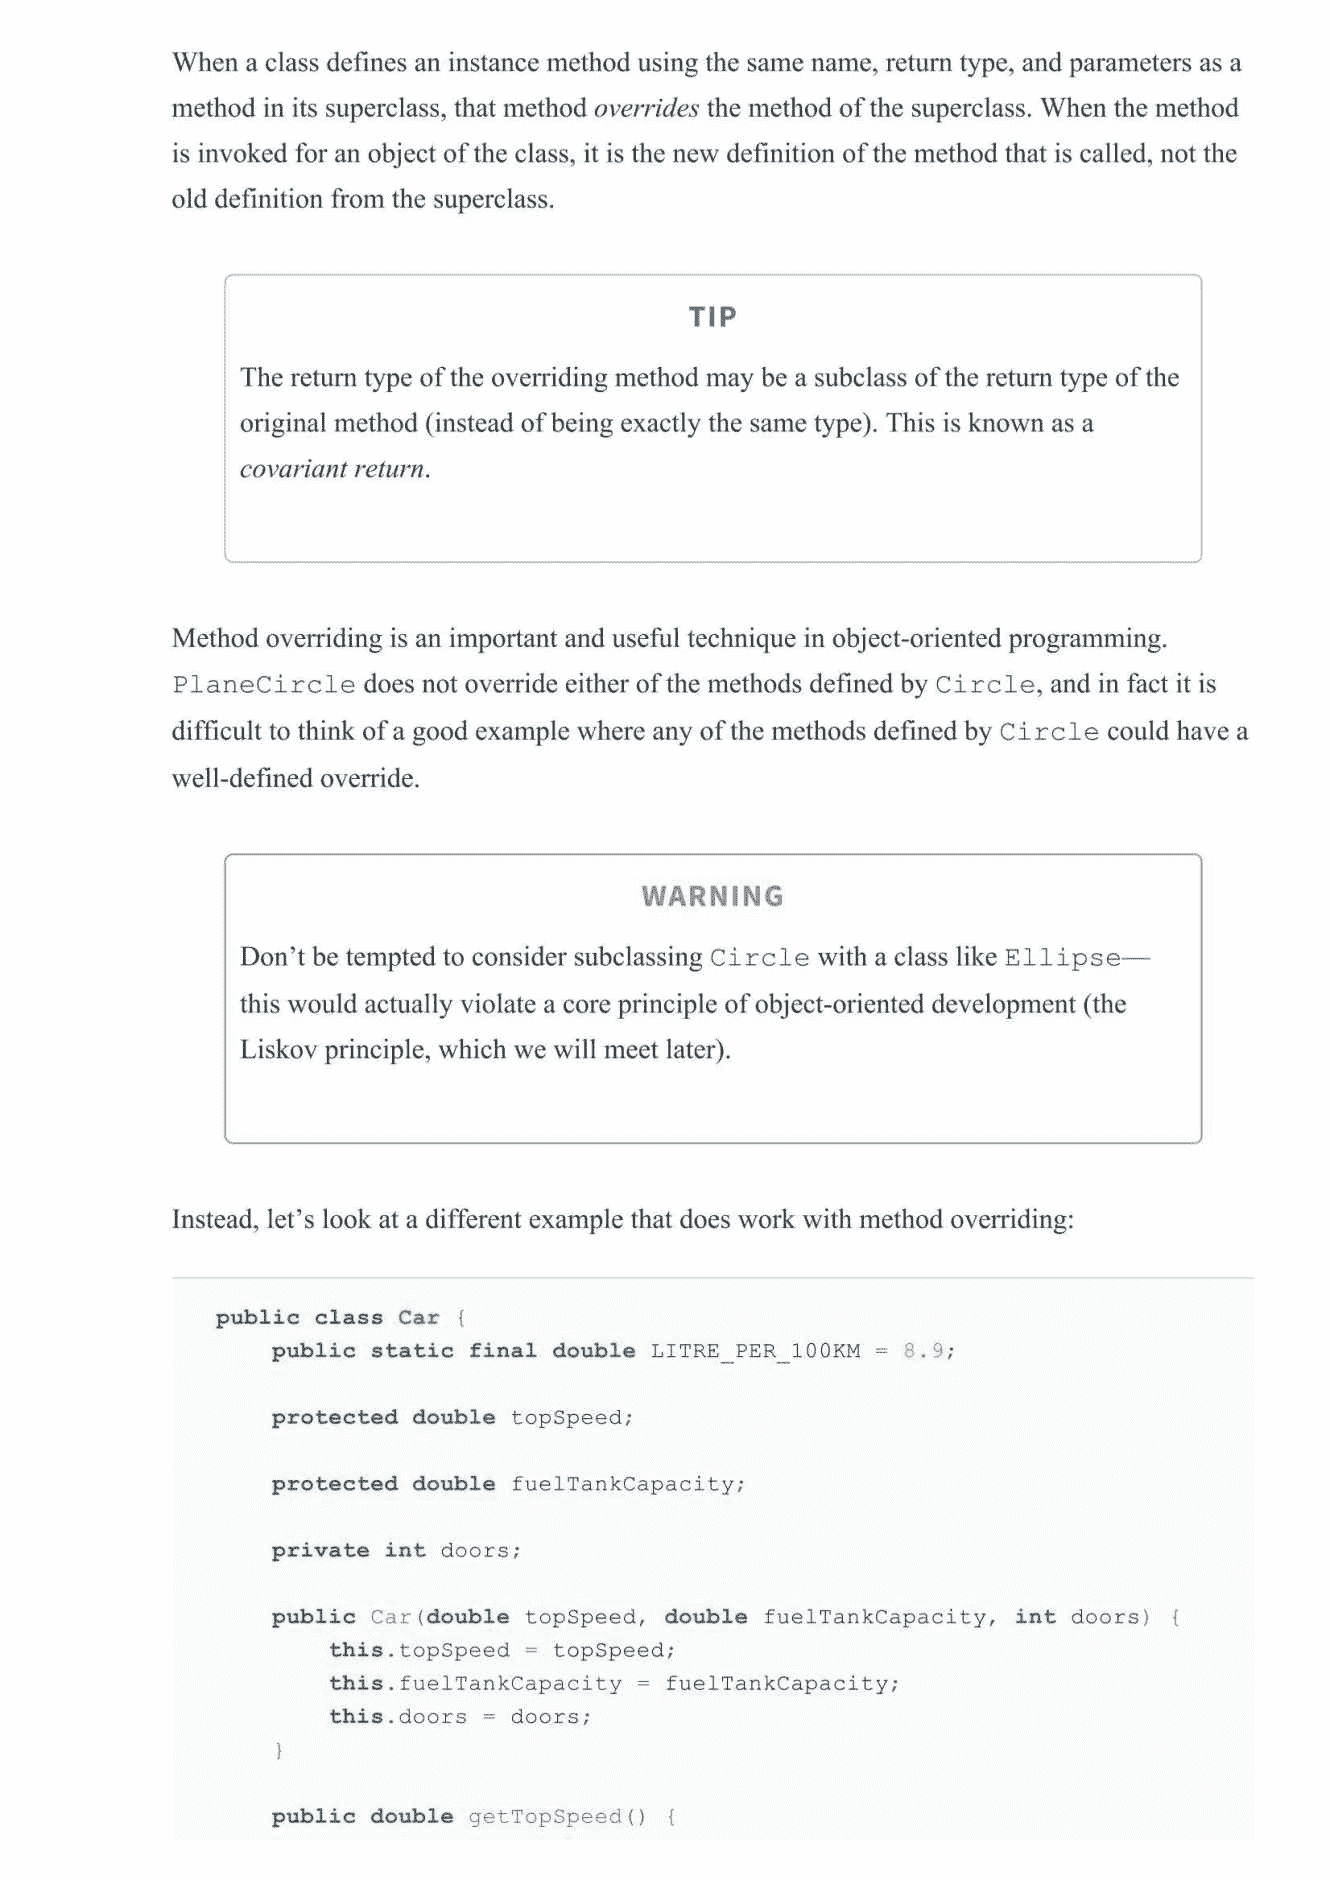 When a class defines an instance method using the same name, return type, and parameters as a
method in its superclass, that method overrides the method of the superclass. When the method
is invoked for an object of the class, it is the new definition of the method that is called, not the
old definition from the superclass.
TIP
The return type of the overriding method may be a subclass of the return type of the
original method (instead of being exactly the same type). This is known as a
covariant return.
Method overriding is an important and useful technique in object-oriented programming.
PlaneCircle does not override either of the methods defined by Circle, and in fact it is
difficult to think of a good example where any of the methods defined by Circle could have a
well-defined override.
WARNING
Don’t be tempted to consider subclassing Circle with a class like Ellipse—
this would actually violate a core principle of object-oriented development (the
Liskov principle, which we will meet later).
Instead, let’s look at a different example that does work with method overriding:
public class Car {
public static final double LITRE_PER_100KM = 8.9;
protected double topSpeed;
protected double fuelTankCapacity;
private int doors;
public Car(double topSpeed, double fuelTankCapacity, int doors) {
this.topSpeed = topSpeed;
this.fuelTankCapacity = fuelTankCapacity;
this.doors = doors;
}
public double getTopSpeed() {